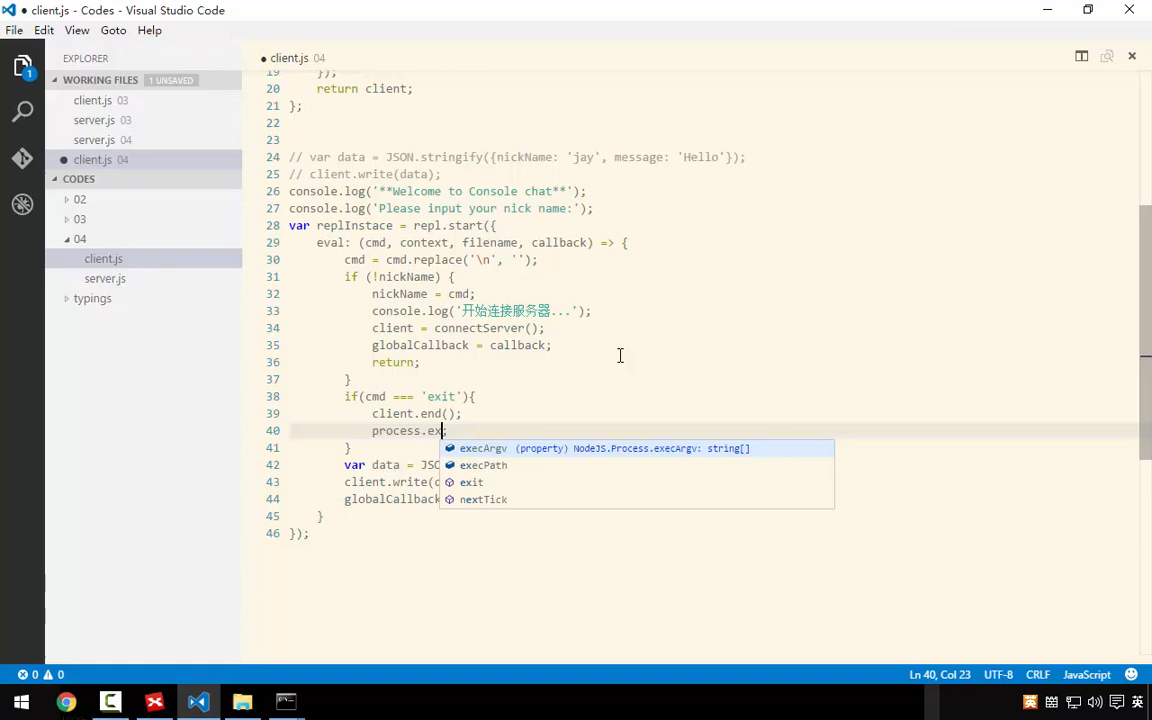 ● client.js - Codes - Visual Studio Code
File Edit View Goto Help
EXPLORER
WORKING FILES 1 UNSAVED
client.js 03
server.js 03
server.js 04
● client.js 04
CODES
02
03
04
client.js
server.js
typings
1
● client.js 04
19 });
20 return client;
21 };
22
23
24 // var data = JSON.stringify({nickName: 'jay', message: 'Hello'});
25 // client.write(data);
26 console.log('**Welcome to Console chat**');
27 console.log('Please input your nick name:');
28 var replInstace = repl.start({
29 eval: (cmd, context, filename, callback) => {
30 cmd = cmd.replace('\n', '');
31 if (!nickName) {
32 nickName = cmd;
33 console.log('开始连接服务器...');
34 client = connectServer();
35 globalCallback = callback;
36 return;
37 }
38 if(cmd === 'exit'){
39 client.end();
40 process.ex;
execArgv (property) NodeJS.Process.execArgv: string[]
41 }
execPath
42 var data = JSO
exit
43 client.write(
nextTick
44 globalCallback
45 }
46 });
0 0
Ln 40, Col 23 UTF-8 CRLF JavaScript
英